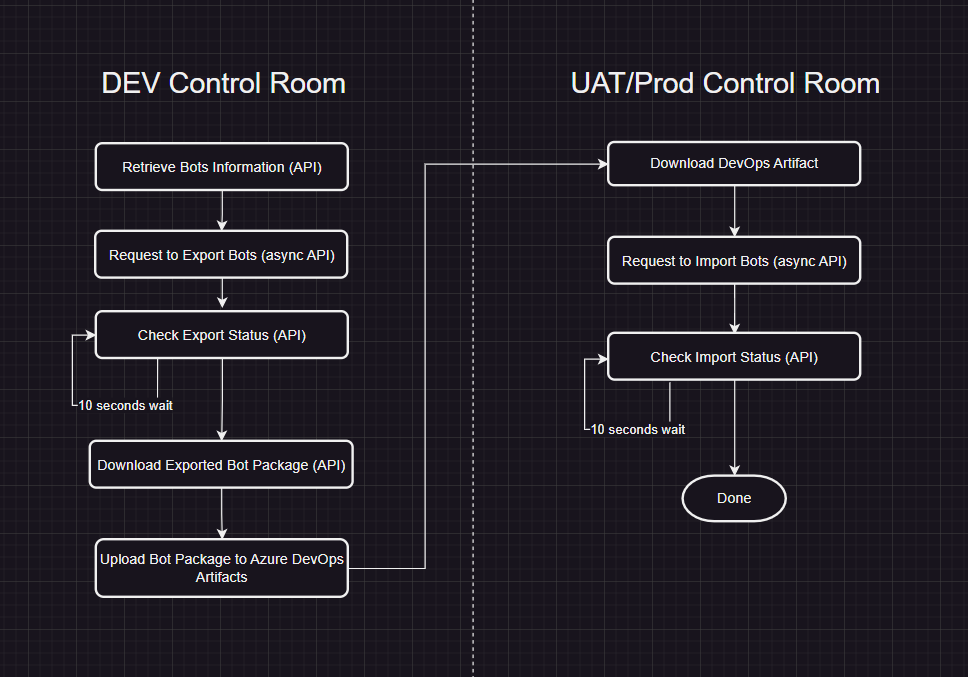 DEV Control Room
Retrieve Bots Information (API)
Request to Export Bots (async API)
Check Export Status (API)
10 seconds wait
Download Exported Bot Package (API)
Upload Bot Package to Azure DevOps
Artifacts
UAT/Prod Control Room
Download DevOps Artifact
Request to Import Bots (async API)
Check Import Status (API)
10 seconds wait
Done